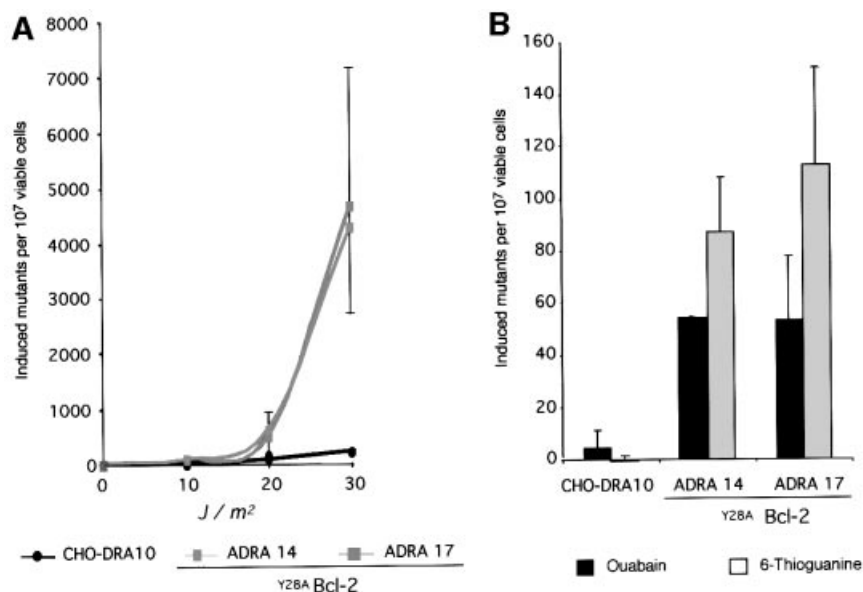 A
Induced mutants per 10⁷ viable cells
8000
7000
6000
5000
4000
3000
2000
1000
0
0 10 20 30
J / m²
CHO-DRA10 ADRA 14 ADRA 17
Y28A Bcl-2
B
Induced mutants per 10⁷ viable cells
160
140
120
100
80
60
40
20
0
CHO-DRA10 ADRA 14 ADRA 17
Y28A Bcl-2
Ouabain 6-Thioguanine